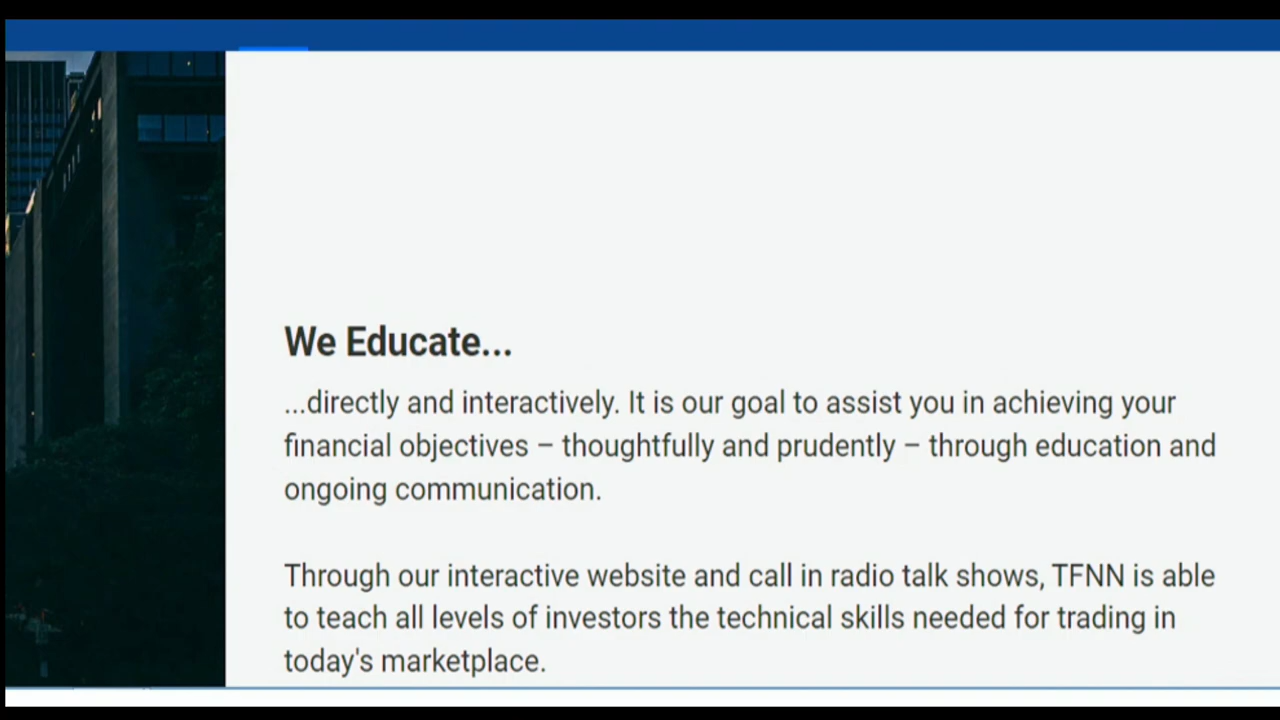 We Educate...
...directly and interactively. It is our goal to assist you in achieving your
financial objectives – thoughtfully and prudently – through education and
ongoing communication.
Through our interactive website and call in radio talk shows, TFNN is able
to teach all levels of investors the technical skills needed for trading in
today's marketplace.